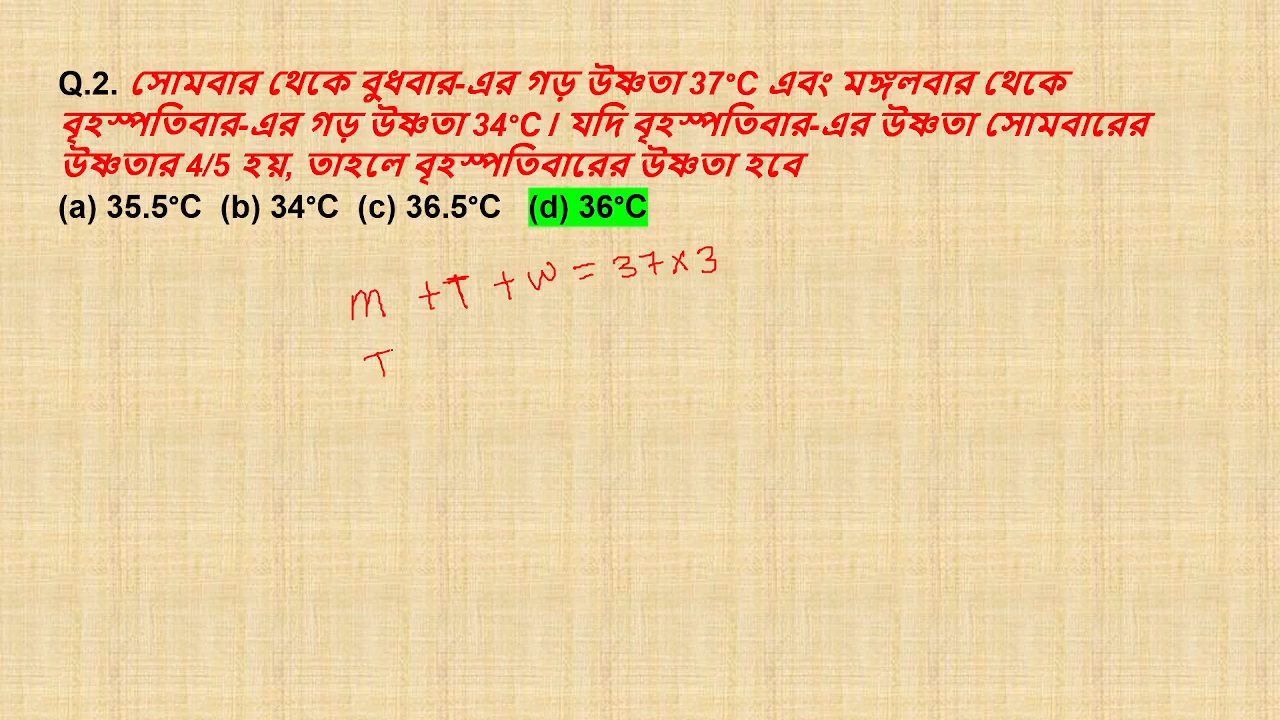 Q.2. সোমবার থেকে বুধবার-এর গড় উষ্ণতা 37°C এবং মঙ্গলবার থেকে
বৃহস্পতিবার-এর গড় উষ্ণতা 34°C। যদি বৃহস্পতিবার-এর উষ্ণতা সোমবারের
উষ্ণতার 4/5 হয়, তাহলে বৃহস্পতিবারের উষ্ণতা হবে
(a) 35.5°C (b) 34°C (c) 36.5°C (d) 36°C
M + T + W = 37 × 3
T